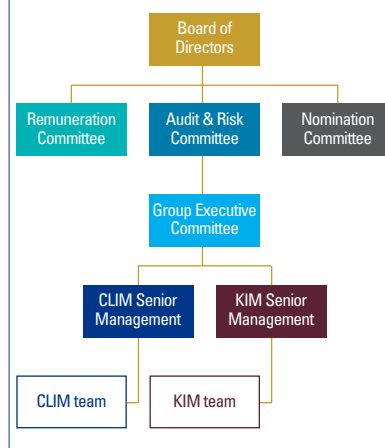 Board of
Directors
Remuneration
Committee
Audit & Risk
Committee
Nomination
Committee
Group Executive
Committee
CLIM Senior
Management
KIM Senior
Management
CLIM team
KIM team